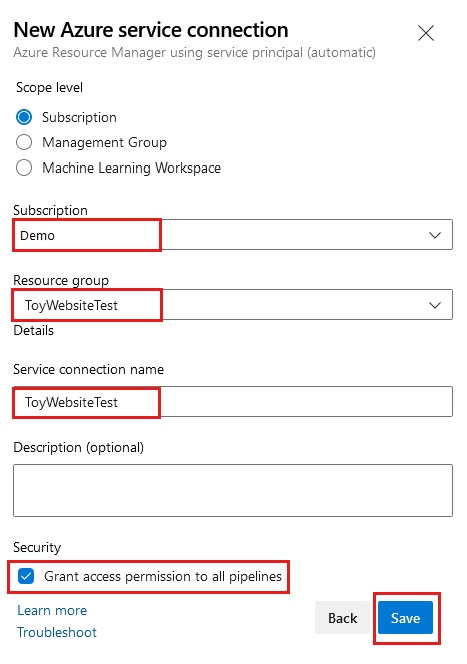 New Azure service connection
Azure Resource Manager using service principal (automatic)
Scope level
Subscription
Management Group
Machine Learning Workspace
Subscription
Demo
Resource group
ToyWebsiteTest
Details
Service connection name
ToyWebsiteTest
Description (optional)
Security
Grant access permission to all pipelines
Learn more
Troubleshoot
Back
Save